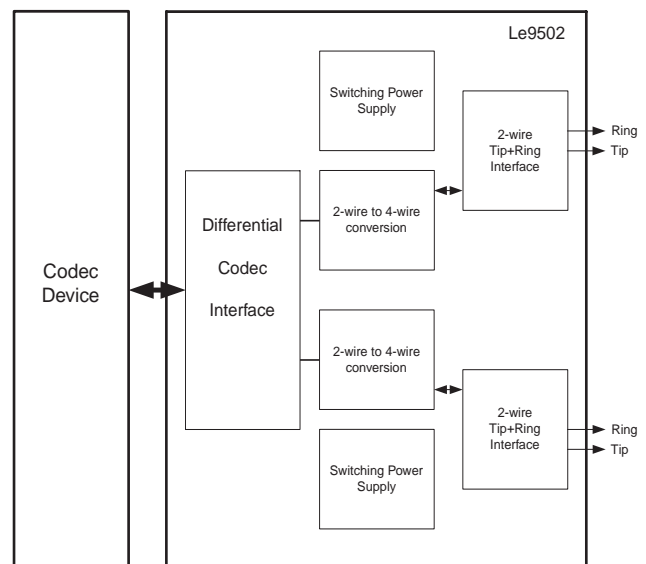 Le9502
Switching Power
Supply
2-wire
Tip+Ring
Interface
Ring
Tip
Differential
Codec
Interface
2-wire to 4-wire
conversion
Codec
Device
2-wire to 4-wire
conversion
2-wire
Tip+Ring
Interface
Ring
Tip
Switching Power
Supply